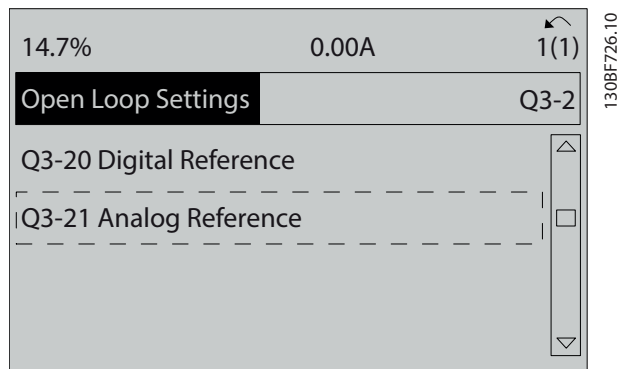 14.7% 0.00A 1(1)
Open Loop Settings Q3-2
Q3-20 Digital Reference
Q3-21 Analog Reference
130BF726.10